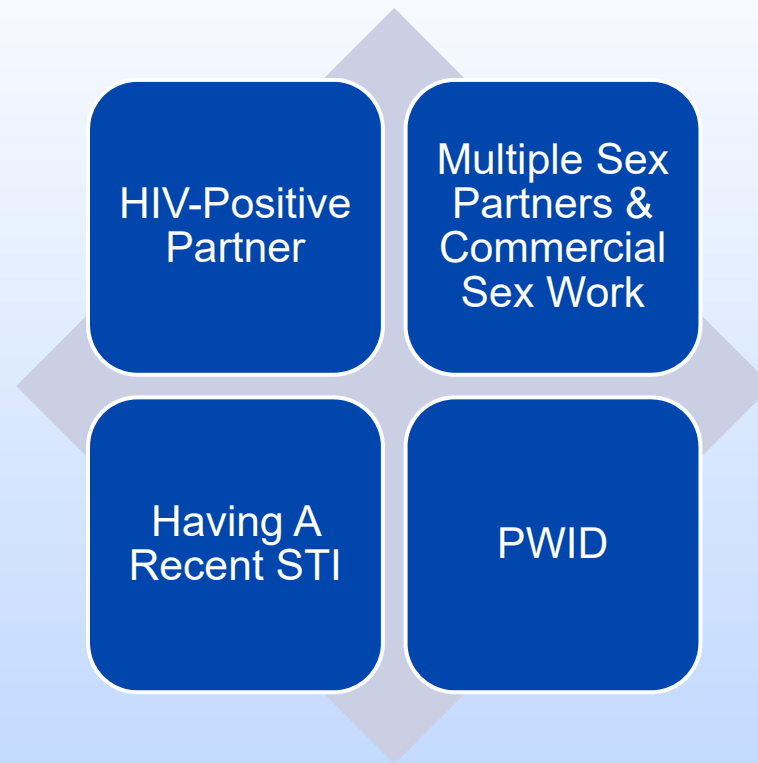 HIV-Positive
Partner
Multiple Sex
Partners &
Commercial
Sex Work
Having A
Recent STI
PWID